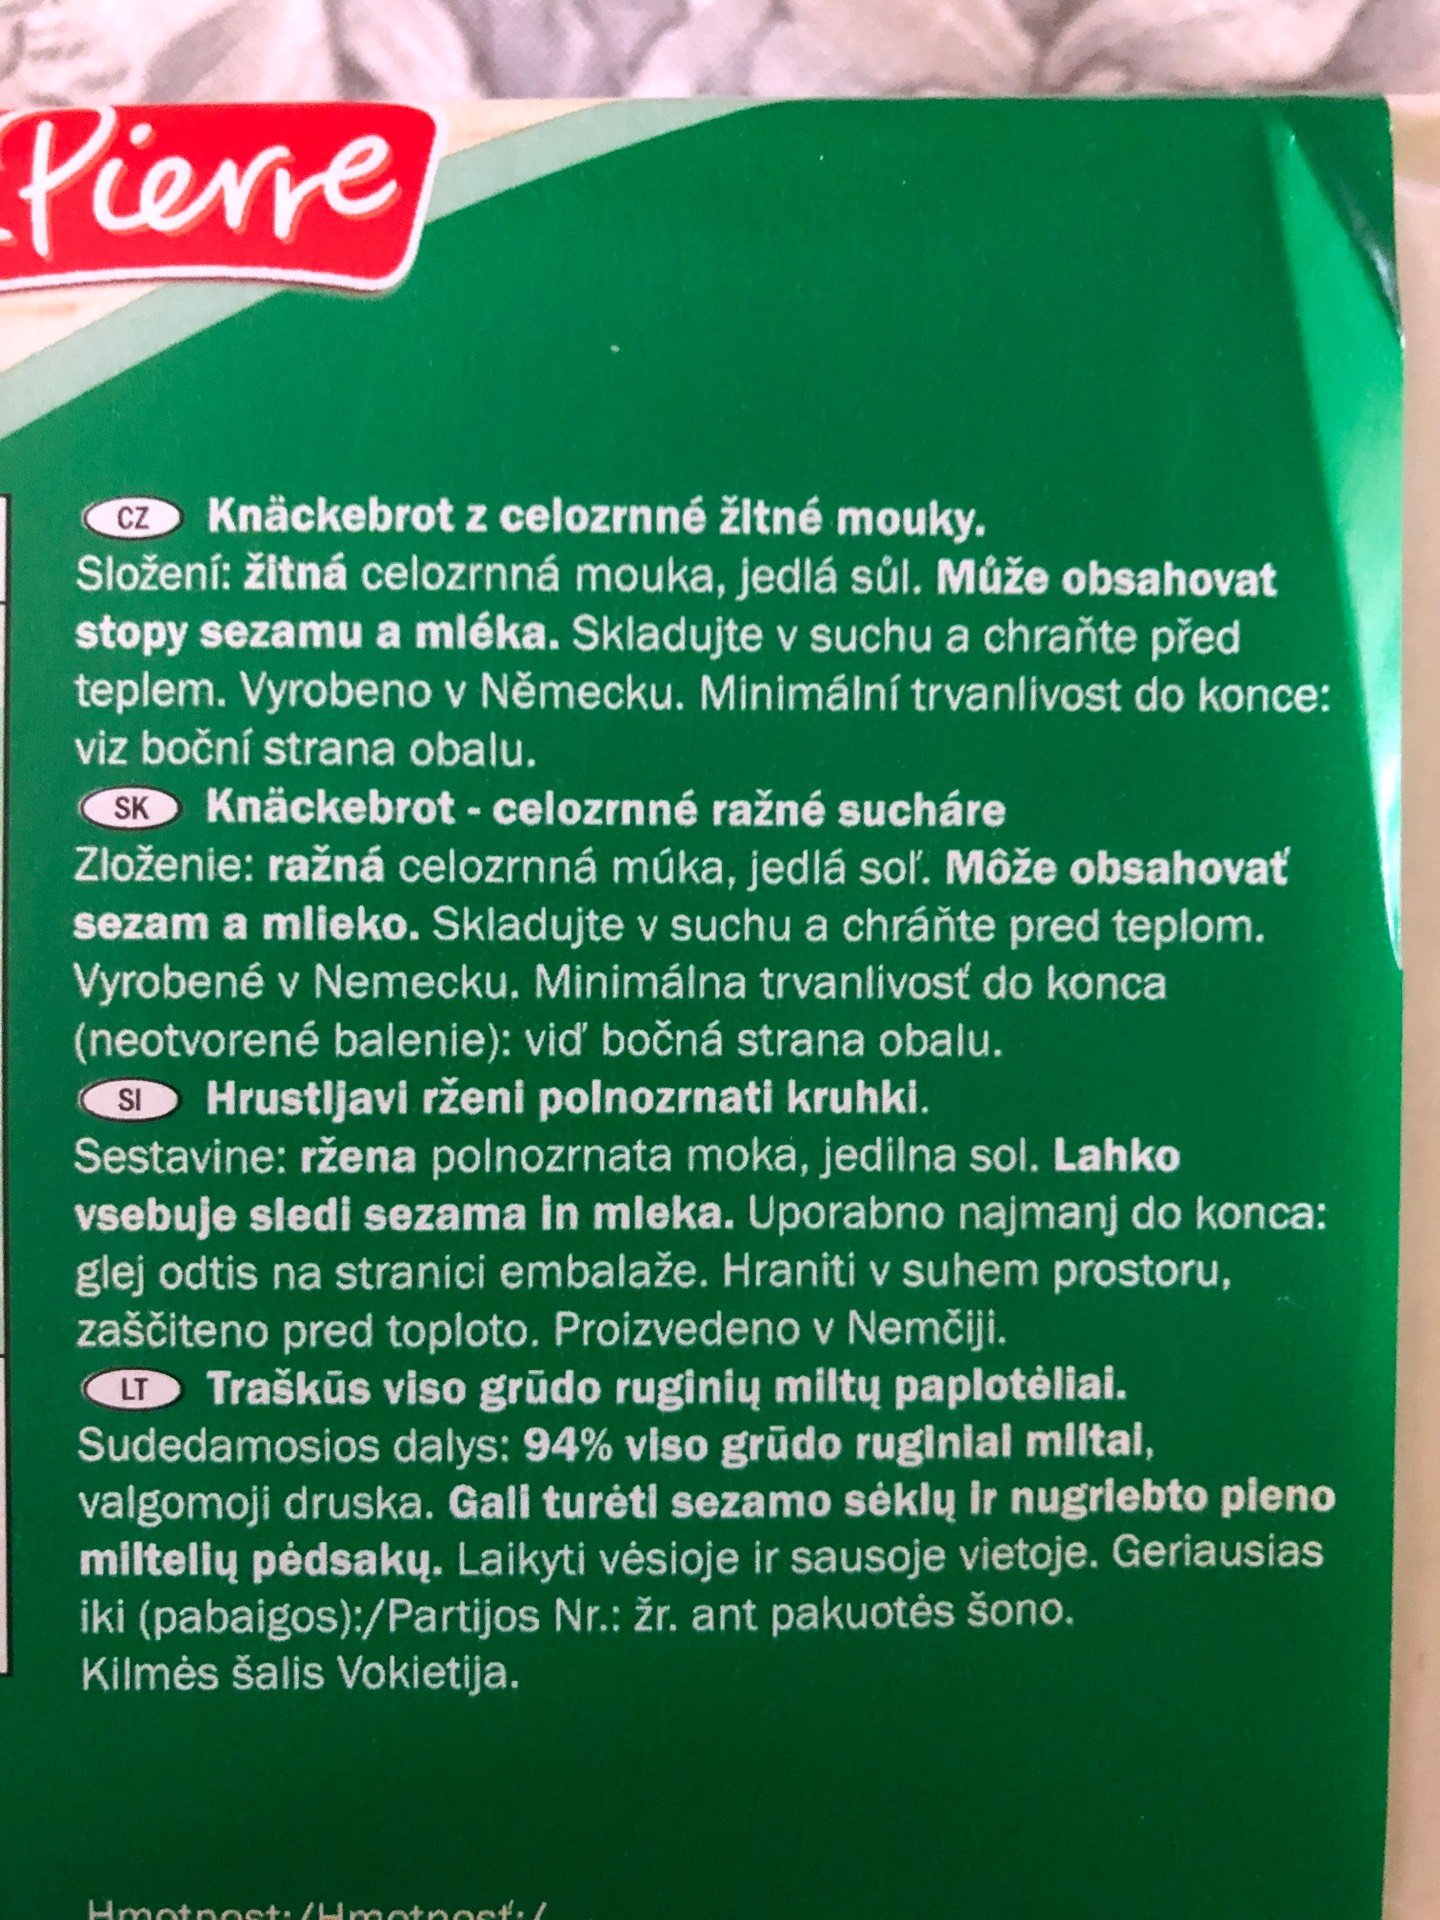 Pierre
CZ Knäckebrot z celozrnné žitné mouky.
Složení: žitná celozrnná mouka, jedlá sůl. Může obsahovat
stopy sezamu a mléka. Skladujte v suchu a chraňte před
teplem. Vyrobeno v Německu. Minimální trvanlivost do konce:
viz boční strana obalu.
SK Knäckebrot - celozrnné ražné sucháre
Zloženie: ražná celozrnná múka, jedlá soľ. Môže obsahovať
sezam a mlieko. Skladujte v suchu a chráňte pred teplom.
Vyrobené v Nemecku. Minimálna trvanlivosť do konca
(neotvorené balenie): viď bočná strana obalu.
SI Hrustljavi rženi polnozrnati kruhki.
Sestavine: ržena polnozrnata moka, jedilna sol. Lahko
vsebuje sledi sezama in mleka. Uporabno najmanj do konca:
glej odtis na stranici embalaže. Hraniti v suhem prostoru,
zaščiteno pred toploto. Proizvedeno v Nemčiji.
LT Traškūs viso grūdo ruginių miltų paplotėliai.
Sudedamosios dalys: 94% viso grūdo ruginiai miltai,
valgomoji druska. Gali turėti sezamo sėklų ir nugriebto pieno
miltelių pėdsakų. Laikyti vėsioje ir sausoje vietoje. Geriausias
iki (pabaigos):/Partijos Nr.: žr. ant pakuotės šono.
Kilmės šalis Vokietija.
Hmotnost:/Hmotnosť:/